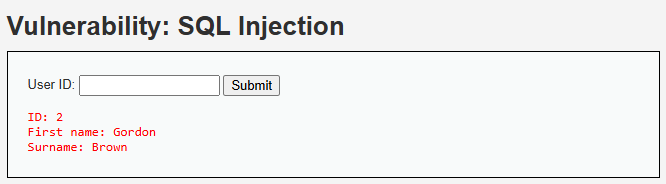 Vulnerability: SQL Injection
User ID: Submit
ID: 2
First name: Gordon
Surname: Brown